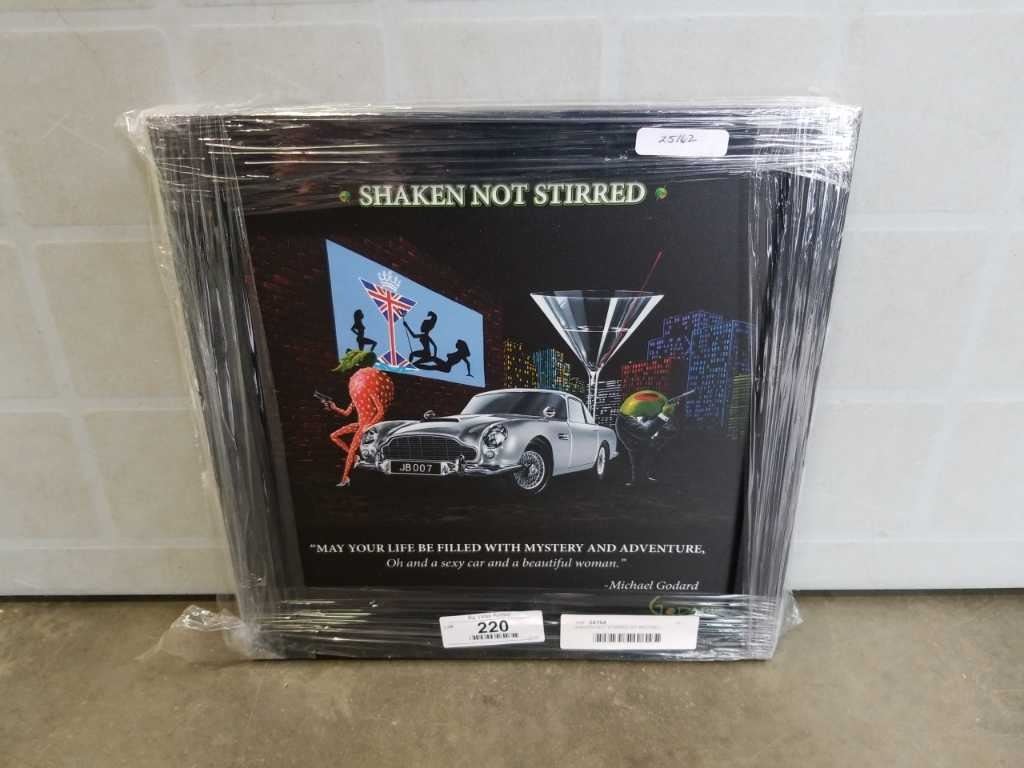 25162
SHAKEN NOT STIRRED
JB 007
“MAY YOUR LIFE BE FILLED WITH MYSTERY AND ADVENTURE,
Oh and a sexy car and a beautiful woman.”
-Michael Godard
220